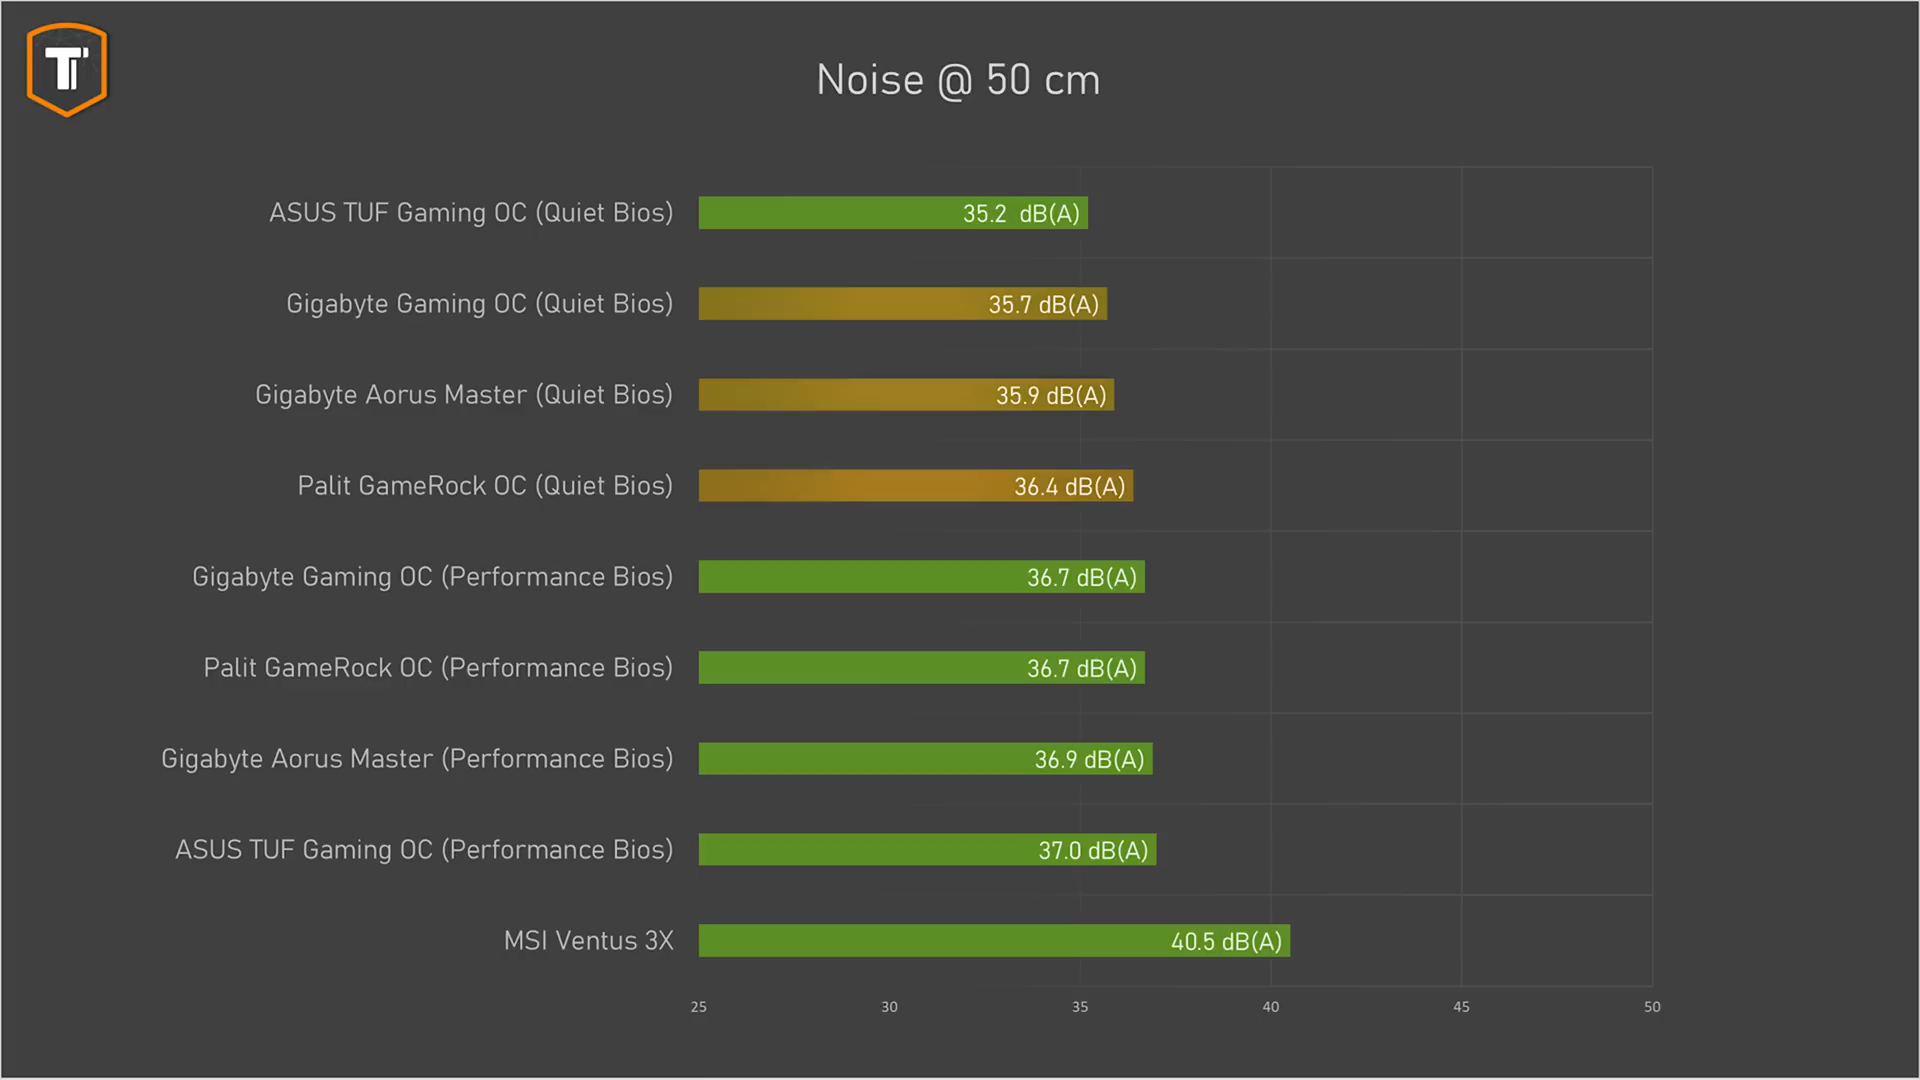 Noise @ 50 cm
ASUS TUF Gaming OC (Quiet Bios) 35.2 dB(A)
Gigabyte Gaming OC (Quiet Bios) 35.7 dB(A)
Gigabyte Aorus Master (Quiet Bios) 35.9 dB(A)
Palit GameRock OC (Quiet Bios) 36.4 dB(A)
Gigabyte Gaming OC (Performance Bios) 36.7 dB(A)
Palit GameRock OC (Performance Bios) 36.7 dB(A)
Gigabyte Aorus Master (Performance Bios) 36.9 dB(A)
ASUS TUF Gaming OC (Performance Bios) 37.0 dB(A)
MSI Ventus 3X 40.5 dB(A)
25 30 35 40 45 50